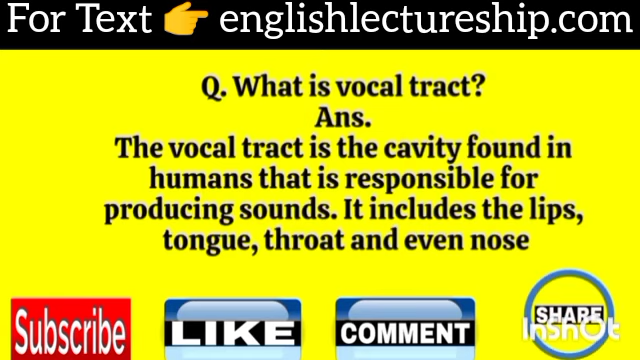 For Text 👉 englishlectureship.com
Q. What is vocal tract?
Ans.
The vocal tract is the cavity found in
humans that is responsible for
producing sounds. It includes the lips,
tongue, throat and even nose
Subscribe
LIKE
COMMENT
SHARE
InShOt